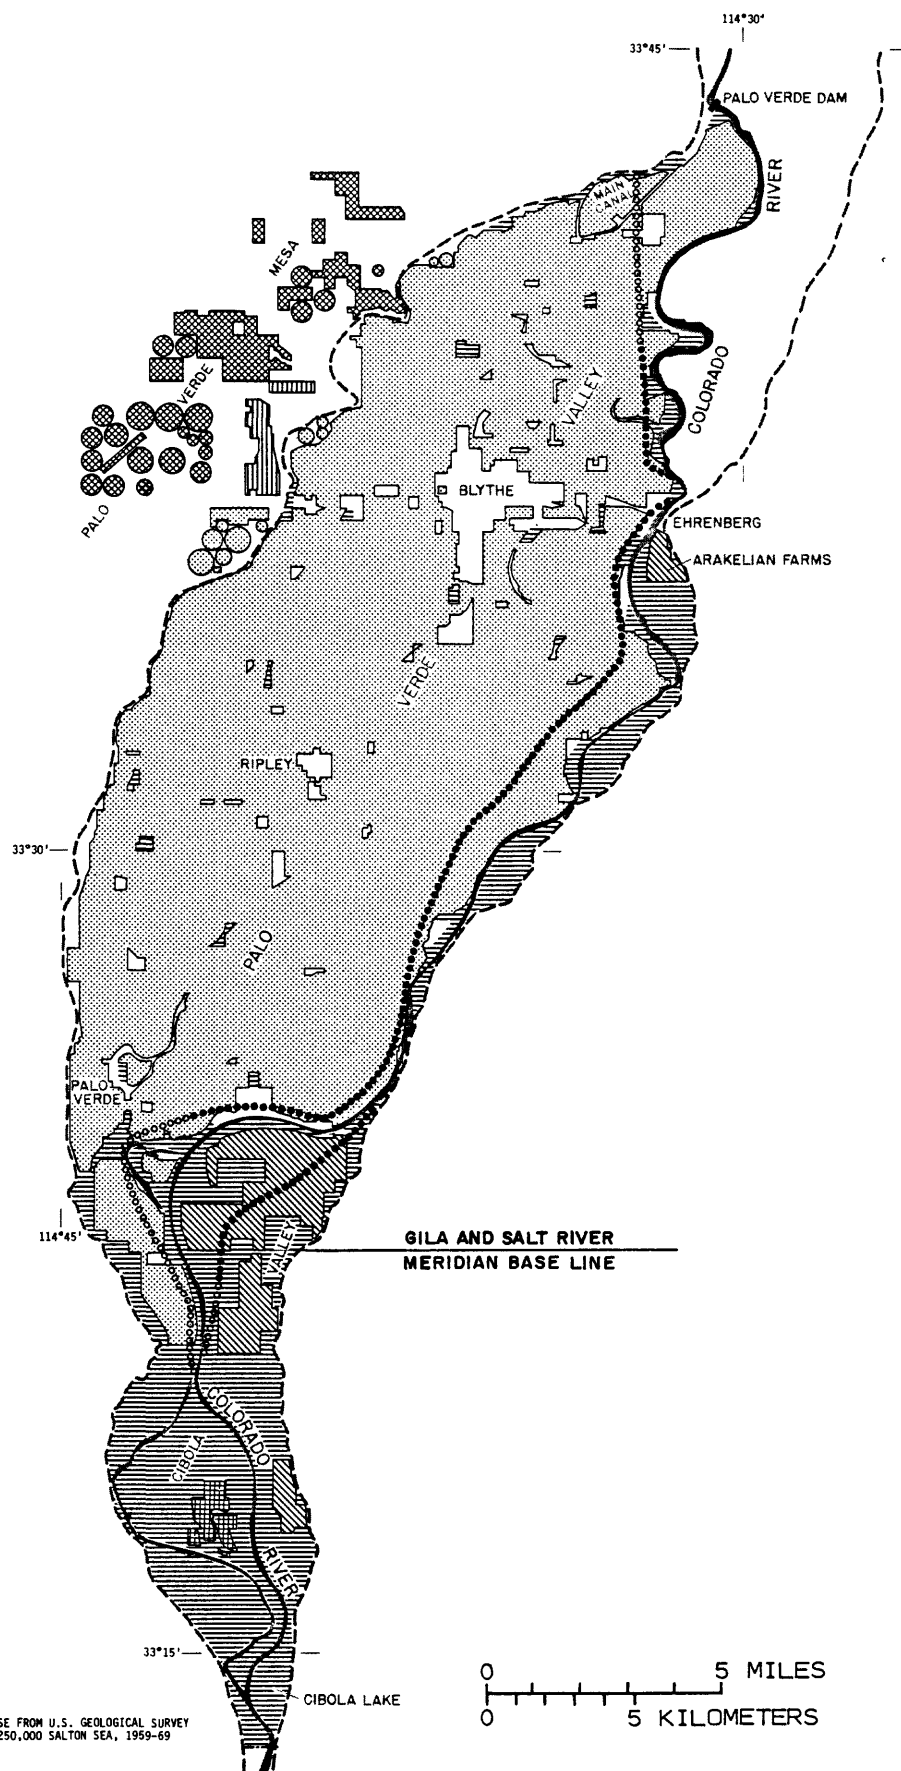 114°30'
33°45'
PALO VERDE DAM
RIVER
MAIN
CANAL
MESA
VERDE
PALO
COLORADO
VALLEY
BLYTHE
EHRENBERG
ARAKELIAN FARMS
VERDE
RIPLEY
33°30'
PALO
PALO
VERDE
114°45'
GILA AND SALT RIVER
MERIDIAN BASE LINE
VALLEY
COLORADO
CIBOLA
RIVER
33°15'
CIBOLA LAKE
0 5 MILES
0 5 KILOMETERS
SE FROM U.S. GEOLOGICAL SURVEY
250,000 SALTON SEA, 1959-69